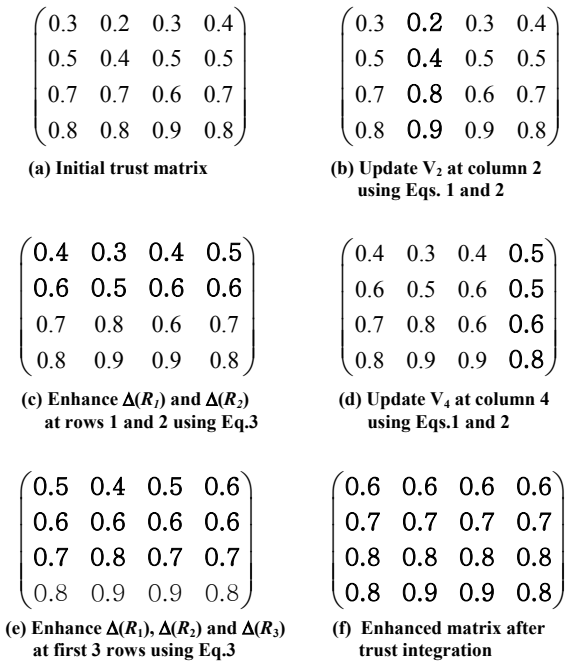 0.3 0.2 0.3 0.4
0.5 0.4 0.5 0.5
0.7 0.7 0.6 0.7
0.8 0.8 0.9 0.8
(a) Initial trust matrix
0.3 0.2 0.3 0.4
0.5 0.4 0.5 0.5
0.7 0.8 0.6 0.7
0.8 0.9 0.9 0.8
(b) Update V₂ at column 2
using Eqs. 1 and 2
0.4 0.3 0.4 0.5
0.6 0.5 0.6 0.6
0.7 0.8 0.6 0.7
0.8 0.9 0.9 0.8
(c) Enhance Δ(R₁) and Δ(R₂)
at rows 1 and 2 using Eq.3
0.4 0.3 0.4 0.5
0.6 0.5 0.6 0.5
0.7 0.8 0.6 0.6
0.8 0.9 0.9 0.8
(d) Update V₄ at column 4
using Eqs.1 and 2
0.5 0.4 0.5 0.6
0.6 0.6 0.6 0.6
0.7 0.8 0.7 0.7
0.8 0.9 0.9 0.8
(e) Enhance Δ(R₁), Δ(R₂) and Δ(R₃)
at first 3 rows using Eq.3
0.6 0.6 0.6 0.6
0.7 0.7 0.7 0.7
0.8 0.8 0.8 0.8
0.8 0.9 0.9 0.8
(f) Enhanced matrix after
trust integration